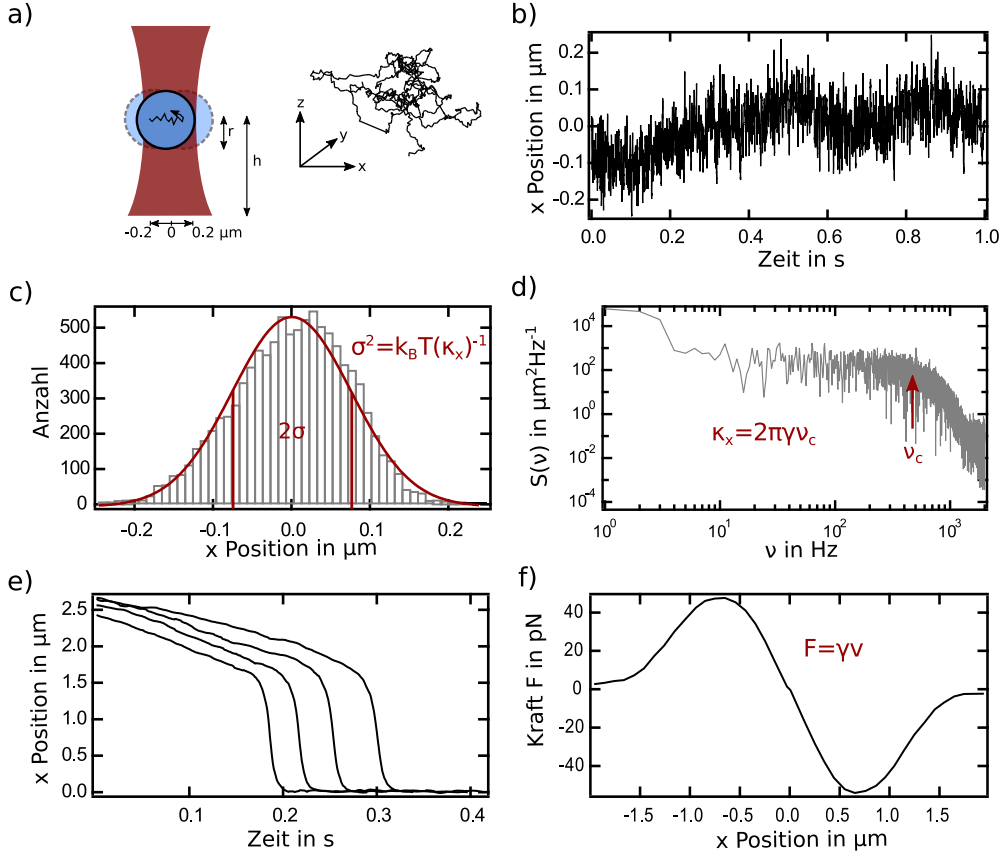 a)
z
y
x
r
h
-0.2 0 0.2 μm
b)
x Position in μm
0.2
0.1
0.0
-0.1
-0.2
0.0 0.2 0.4 0.6 0.8 1.0
Zeit in s
c)
Anzahl
500
400
300
200
100
0
σ²=k_BT(κ_x)⁻¹
2σ
-0.2 -0.1 0.0 0.1 0.2
x Position in μm
d)
S(ν) in μm²Hz⁻¹
10⁴
10²
10⁰
10⁻²
10⁻⁴
κ_x=2πγν_c
ν_c
10⁰ 10¹ 10² 10³
ν in Hz
e)
x Position in μm
2.5
2.0
1.5
1.0
0.5
0.0
0.1 0.2 0.3 0.4
Zeit in s
f)
Kraft F in pN
40
20
0
-20
-40
F=γv
-1.5 -1.0 -0.5 0.0 0.5 1.0 1.5
x Position in μm